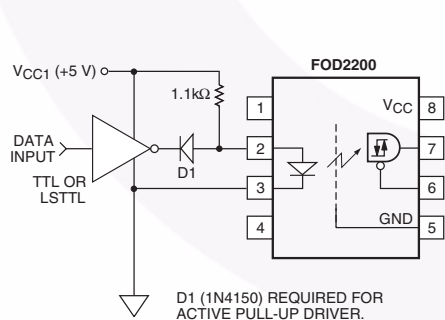 FOD2200
VCC1 (+5 V)
1.1kΩ
1
VCC 8
DATA
INPUT
2
7
D1
TTL OR
LSTTL
3
6
4
GND 5
D1 (1N4150) REQUIRED FOR
ACTIVE PULL-UP DRIVER.